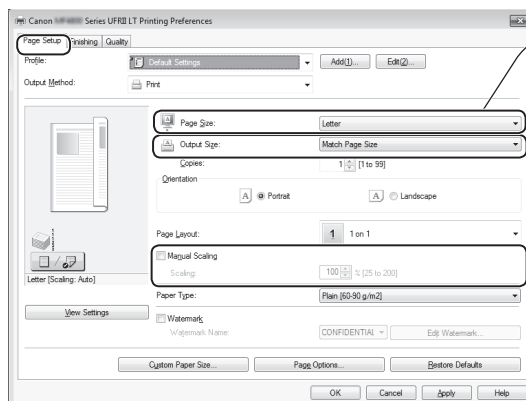 Canon Series UFRII LT Printing Preferences
Page Setup Finishing Quality
Profile: Default Settings Add(1)... Edit(2)...
Output Method: Print
Page Size: Letter
Output Size: Match Page Size
Copies: 1 [1 to 99]
Orientation
A Portrait A Landscape
Page Layout: 1 1 on 1
Manual Scaling
Scaling: 100 % [25 to 200]
Letter [Scaling: Auto]
Paper Type: Plain [60-90 g/m2]
View Settings
Watermark
Watermark Name: CONFIDENTIAL Edit Watermark...
Custom Paper Size... Page Options... Restore Defaults
OK Cancel Apply Help